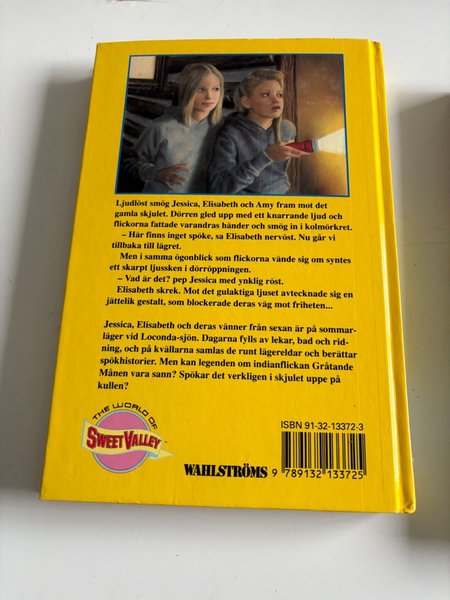 Ljudlöst smög Jessica, Elisabeth och Amy fram mot det
gamla skjulet. Dörren gled upp med ett knarrande ljud och
flickorna fattade varandras händer och smög in i kolmörkret.
– Här finns inget spöke, sa Elisabeth nervöst. Nu går vi
tillbaka till lägret.
Men i samma ögonblick som flickorna vände sig om syntes
ett skarpt ljussken i dörröppningen.
– Vad är det? pep Jessica med ynklig röst.
Elisabeth skrek. Mot det gulaktiga ljuset avtecknade sig en
jättelik gestalt, som blockerade deras väg mot friheten...
Jessica, Elisabeth och deras vänner från sexan är på sommar-
läger vid Loconda-sjön. Dagarna fylls av lekar, bad och rid-
ning, och på kvällarna samlas de runt lägereldar och berättar
spökhistorier. Men kan legenden om indianflickan Gråtande
Månen vara sann? Spökar det verkligen i skjulet uppe på
kullen?
THE WORLD OF
SWEET VALLEY
WAHLSTRÖMS
ISBN 91-32-13372-3
9 789132 133725